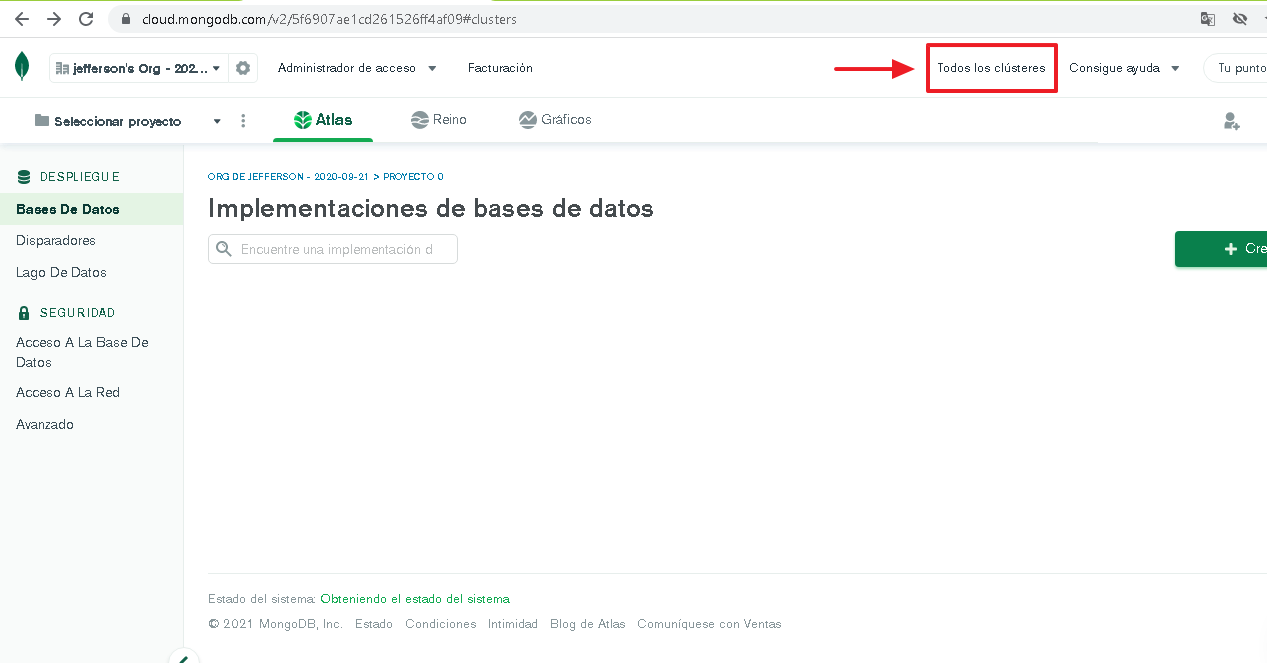 cloud.mongodb.com/v2/5f6907ae1cd261526ff4af09#clusters
jefferson's Org - 202...
Administrador de acceso
Facturación
Todos los clústeres
Consigue ayuda
Tu punto
Seleccionar proyecto
Atlas
Reino
Gráficos
DESPLIEGUE
Bases De Datos
Disparadores
Lago De Datos
SEGURIDAD
Acceso A La Base De
Datos
Acceso A La Red
Avanzado
ORG DE JEFFERSON - 2020-09-21 > PROYECTO 0
Implementaciones de bases de datos
Encuentre una implementación d
+ Cre
Estado del sistema: Obteniendo el estado del sistema
© 2021 MongoDB, Inc. Estado Condiciones Intimidad Blog de Atlas Comuníquese con Ventas